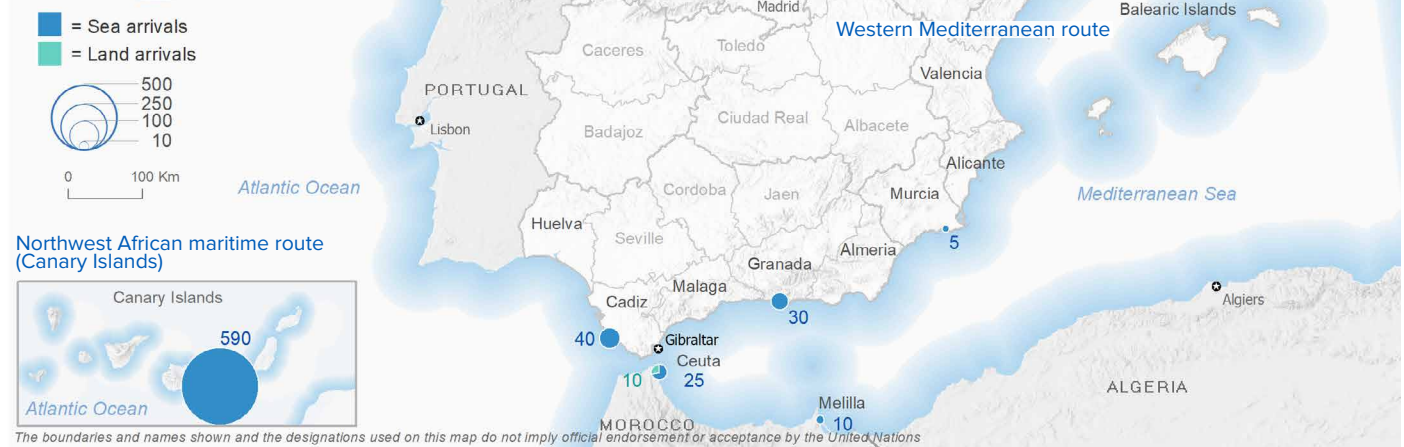 = Sea arrivals
= Land arrivals
500
250
100
10
0 100 Km
Madrid
Western Mediterranean route
Balearic Islands
Caceres
Toledo
Valencia
PORTUGAL
Lisbon
Badajoz
Ciudad Real
Albacete
Alicante
Atlantic Ocean
Cordoba
Jaen
Murcia
Mediterranean Sea
Huelva
Seville
5
Almeria
Granada
Northwest African maritime route
(Canary Islands)
Malaga
Cadiz
Canary Islands
590
Atlantic Ocean
30
40
Gibraltar
Ceuta
10 25
Algiers
ALGERIA
Melilla
10
MOROCCO
The boundaries and names shown and the designations used on this map do not imply official endorsement or acceptance by the United Nations